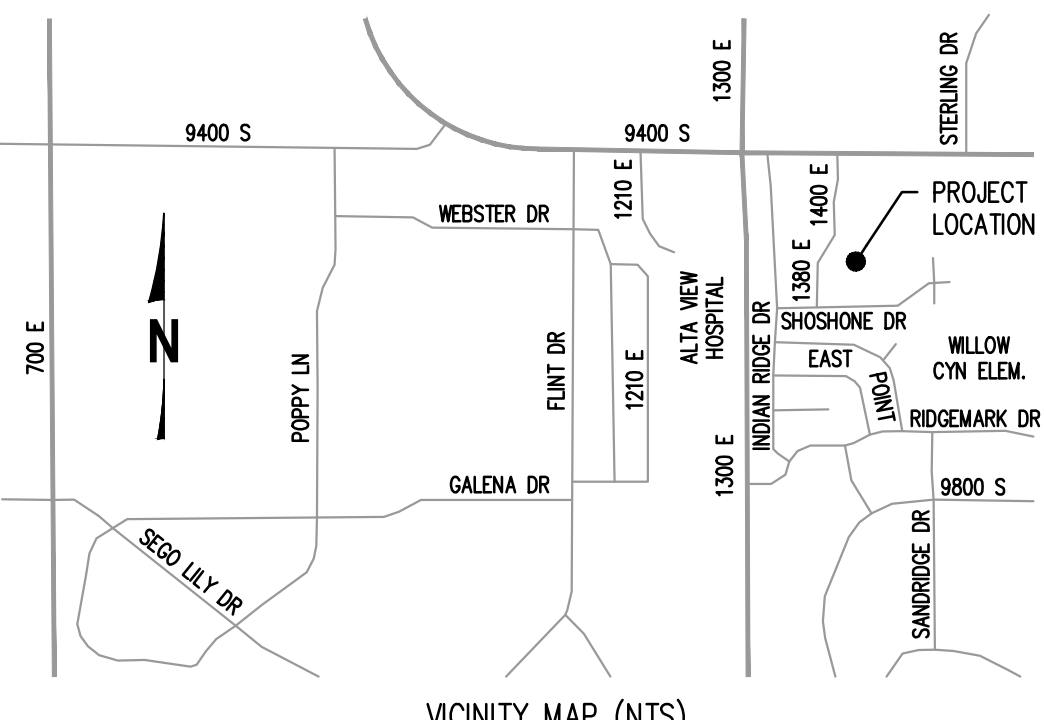 1300 E
STERLING DR
9400 S
9400 S
1210 E
1400 E
PROJECT
LOCATION
WEBSTER DR
1380 E
ALTA VIEW
HOSPITAL
N
700 E
POPPY LN
FLINT DR
1210 E
INDIAN RIDGE DR
SHOSHONE DR
EAST
POINT
WILLOW
CYN ELEM.
RIDGEMARK DR
1300 E
GALENA DR
9800 S
SEGO LILY DR
SANDRIDGE DR
VICINITY MAP (NTS)